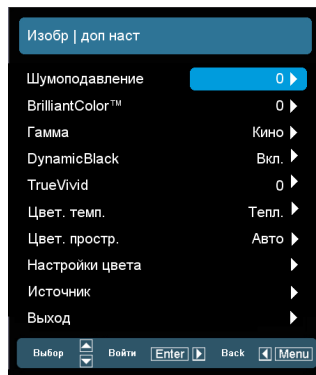 Изобр | доп наст
Шумоподавление 0
BrilliantColor™ 0
Гамма Кино
DynamicBlack Вкл.
TrueVivid 0
Цвет. темп. Тепл.
Цвет. простр. Авто
Настройки цвета
Источник
Выход
Выбор Войти Enter Back Menu